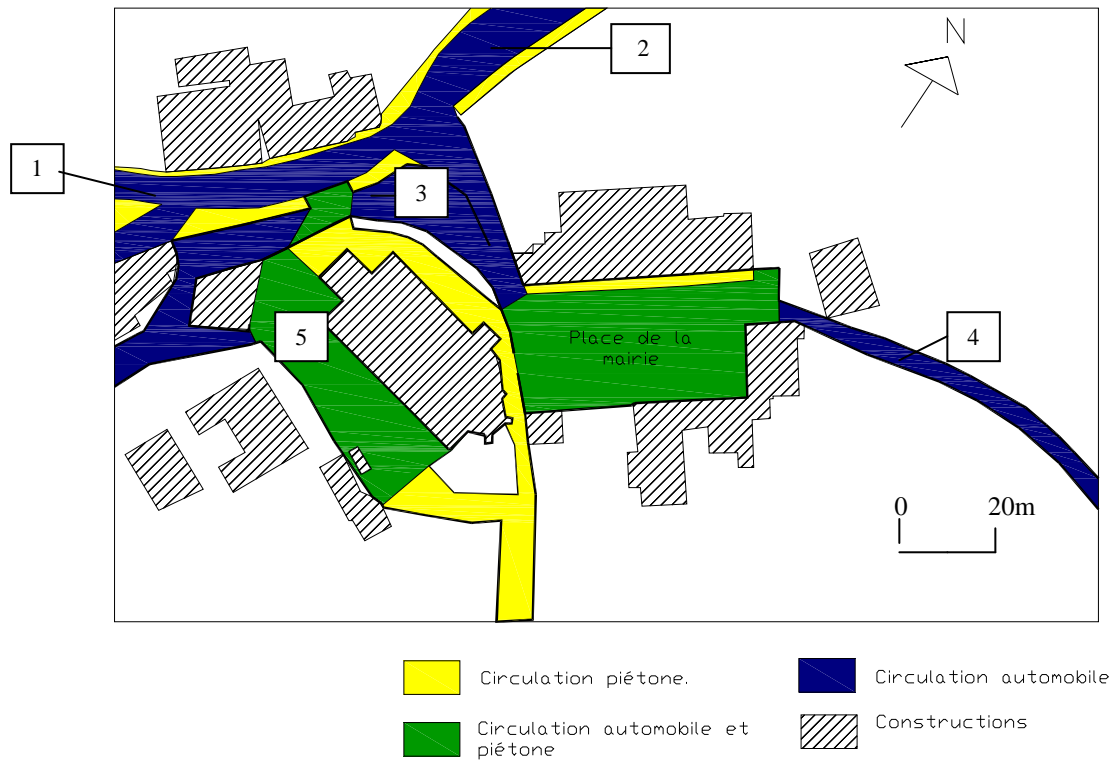 N
2
1
3
Place de la
mairie
5
4
0 20m
Circulation piétone.
Circulation automobile
Circulation automobile et
piétone
Constructions